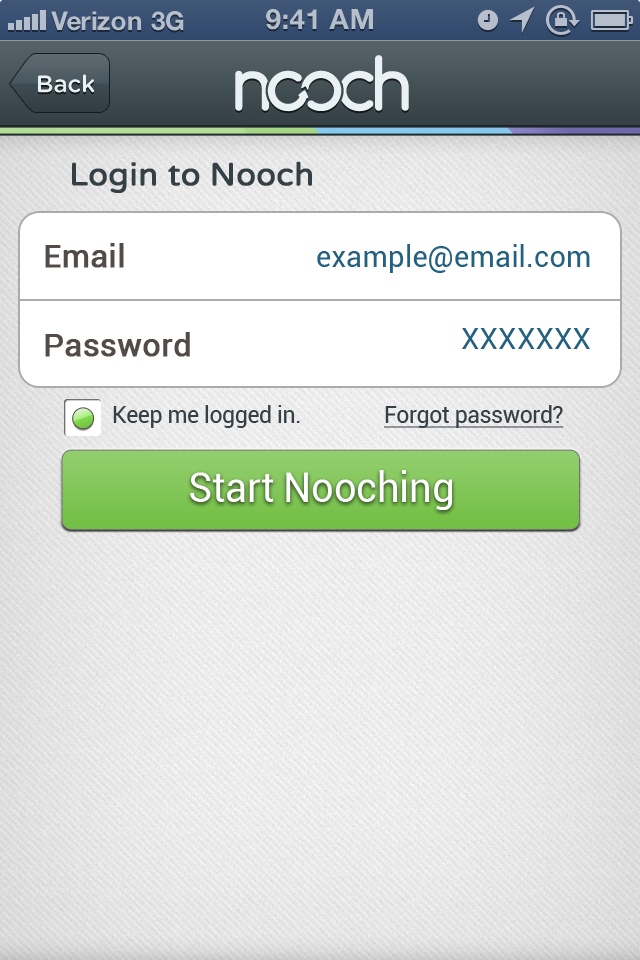 Verizon 3G 9:41 AM
Back nooch
Login to Nooch
Email example@email.com
Password XXXXXXX
Keep me logged in. Forgot password?
Start Nooching